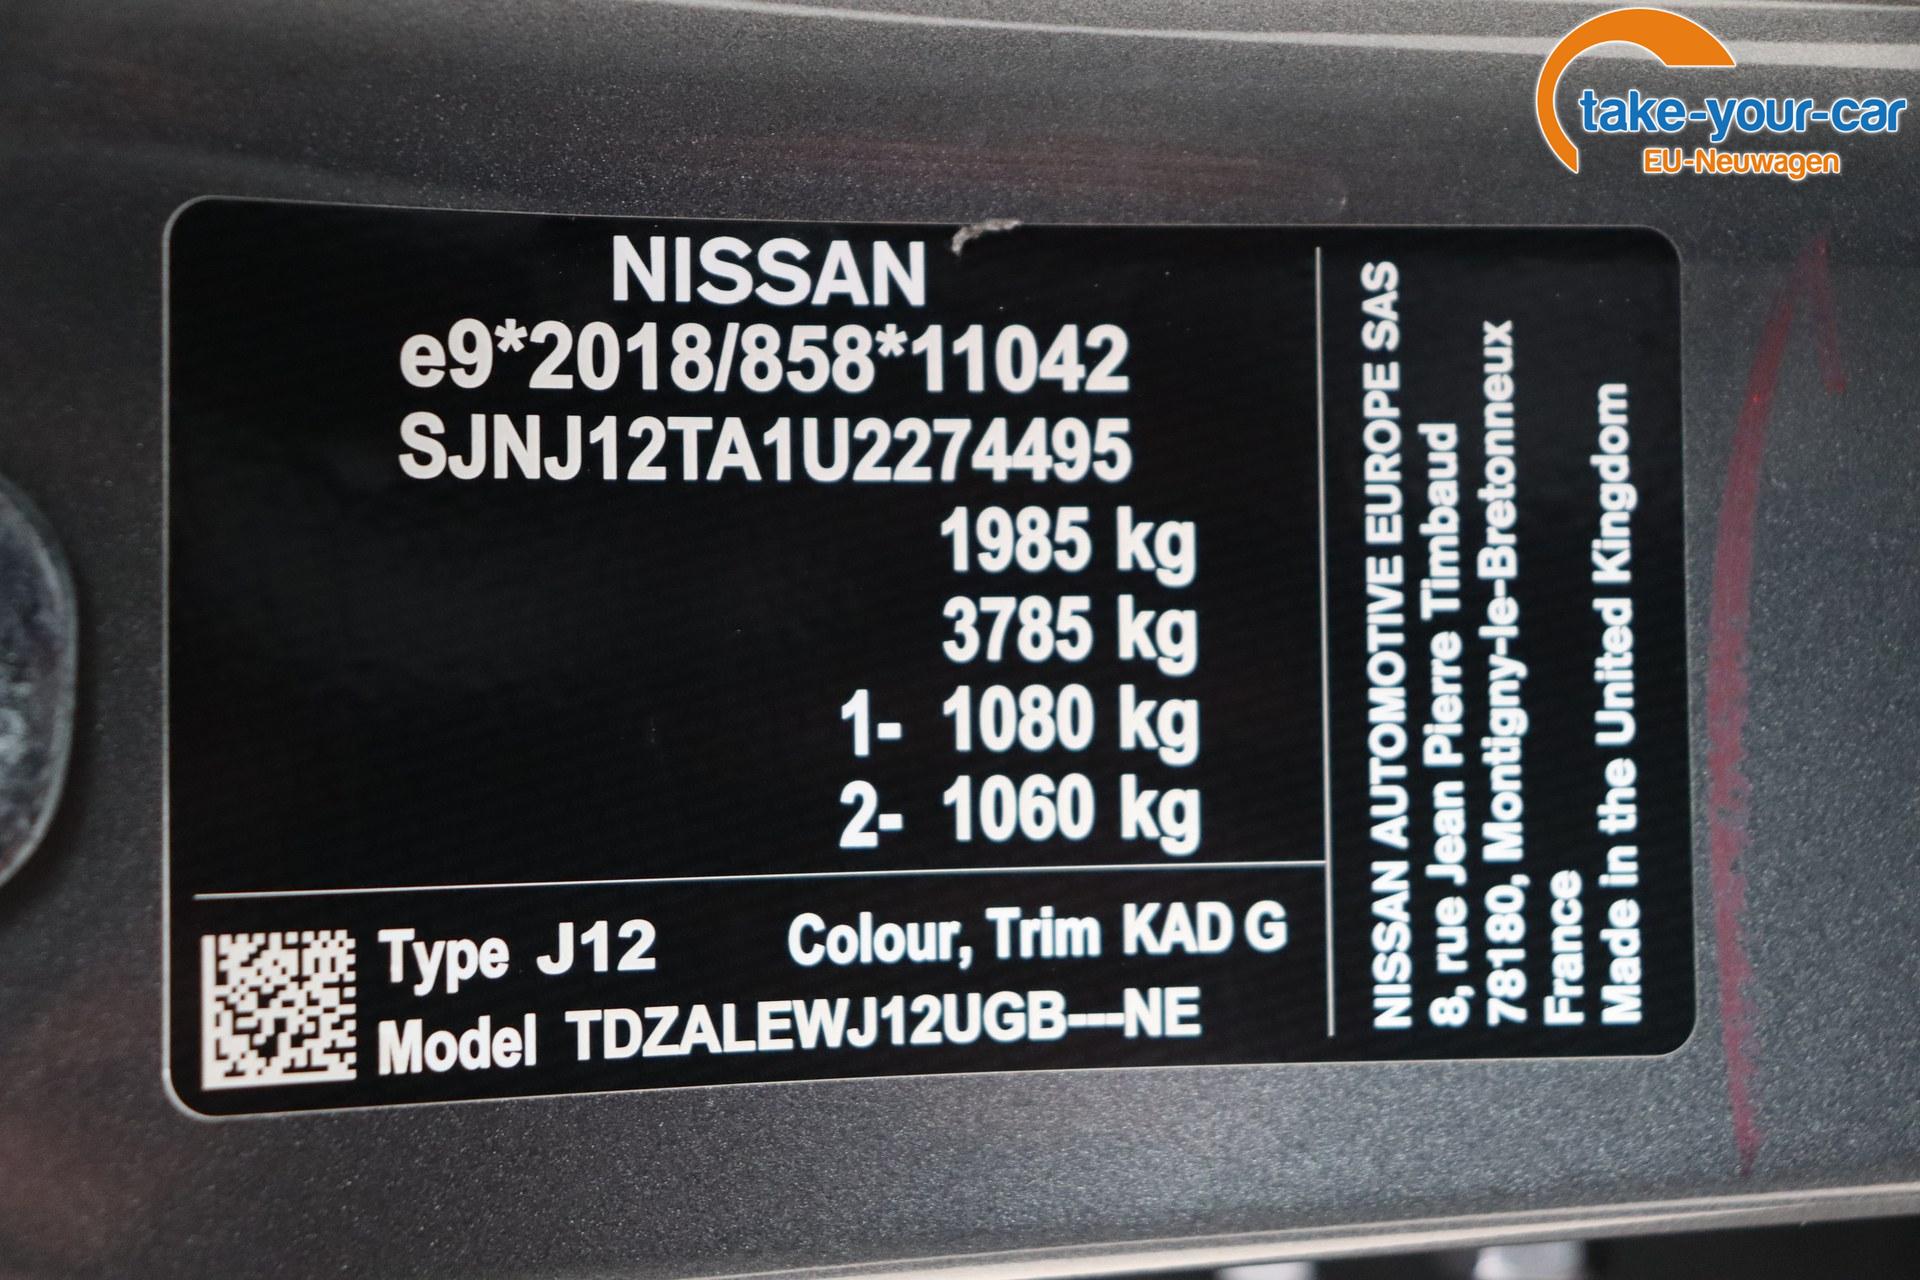 take-your-car
EU-Neuwagen
NISSAN
e9*2018/858*11042
SJNJ12TA1U2274495
1985 kg
3785 kg
1- 1080 kg
2- 1060 kg
Type J12 Colour, Trim KAD G
Model TDZALEWJ12UGB---NE
NISSAN AUTOMOTIVE EUROPE SAS
8, rue Jean Pierre Timbaud
78180, Montigny-le-Bretonneux
France
Made in the United Kingdom